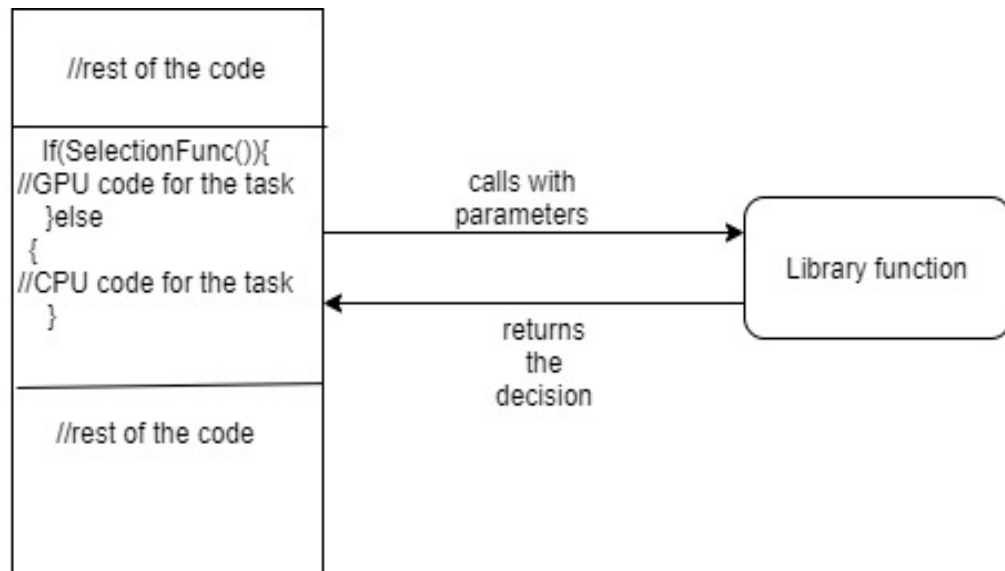 //rest of the code
If(SelectionFunc()){
//GPU code for the task
}else
{
//CPU code for the task
}
//rest of the code
calls with
parameters
returns
the
decision
Library function